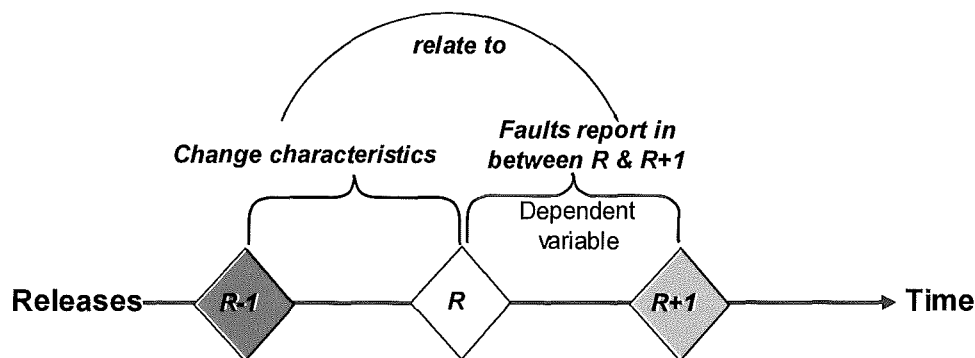 relate to
Change characteristics
Faults report in
between R & R+1
Dependent
variable
Releases
R-1
R
R+1
Time